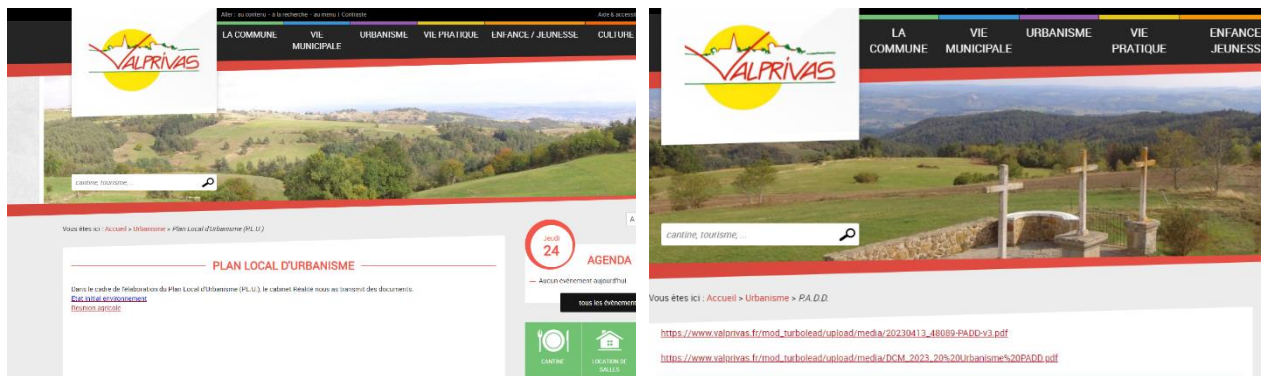 Aller : au contenu - à la recherche - au menu | Contraste
Aide & accessi
LA COMMUNE
VIE MUNICIPALE
URBANISME
VIE PRATIQUE
ENFANCE / JEUNESSE
CULTURE
VALPRIVAS
cantine, tourisme, ...
Vous êtes ici : Accueil » Urbanisme » Plan Local d'Urbanisme (P.L.U.)
PLAN LOCAL D'URBANISME
Dans le cadre de l'élaboration du Plan Local d'Urbanisme (P.L.U.), le cabinet Réalité nous as transmit des documents.
Etat initial environnement
Réunion agricole
A
Jeudi
24
AGENDA
Aucun évènement aujourd'hui
tous les évènement
CANTINE
LOCATION DE
SALLES
LA
COMMUNE
VIE
MUNICIPALE
URBANISME
VIE
PRATIQUE
ENFANCE
JEUNESS
VALPRIVAS
cantine, tourisme, ...
Vous êtes ici : Accueil » Urbanisme » P.A.D.D.
https://www.valprivas.fr/mod_turbolead/upload/media/20230413_48089-PADD-v3.pdf
https://www.valprivas.fr/mod_turbolead/upload/media/DCM_2023_20%20Urbanisme%20PADD.pdf